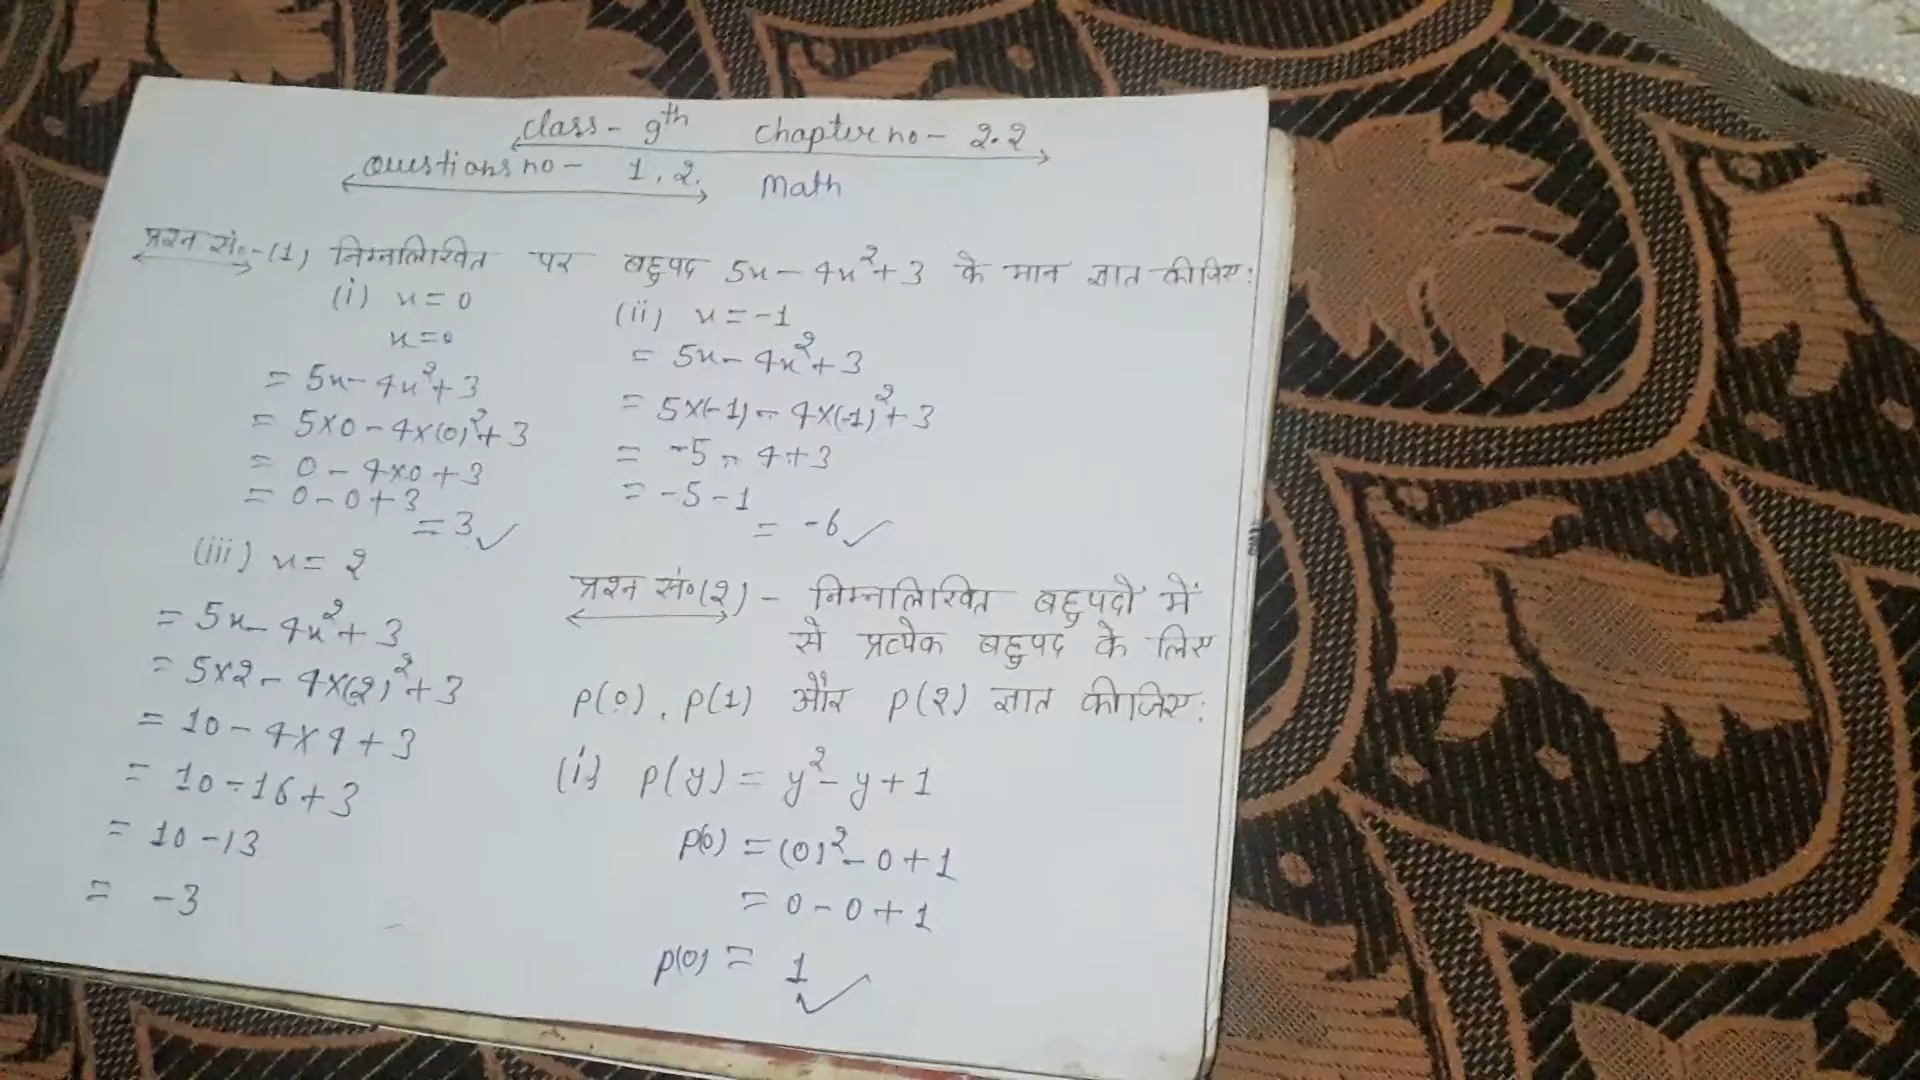 Class - 9th Chapter no - 2.2
Questions no - 1, 2. Math
प्रश्न सं०-(1) निम्नलिखित पर बहुपद 5x - 4x²+3 के मान ज्ञात कीजिए:
(i) x = 0
x = 0
= 5x - 4x²+3
= 5×0 - 4×(0)²+3
= 0 - 4×0+3
= 0 - 0+3
= 3 ✓
(ii) x = -1
= 5x - 4x²+3
= 5×(-1) - 4×(-1)²+3
= -5 - 4+3
= -5 - 1
= -6 ✓
(iii) x = 2
= 5x - 4x²+3
= 5×2 - 4×(2)²+3
= 10 - 4×4+3
= 10 - 16+3
= 10 - 13
= -3
प्रश्न सं०(2) - निम्नलिखित बहुपदों में
से प्रत्येक बहुपद के लिए
p(0), p(1) और p(2) ज्ञात कीजिए:
(i) p(y) = y² - y+1
p(0) = (0)² - 0+1
= 0 - 0+1
p(0) = 1 ✓